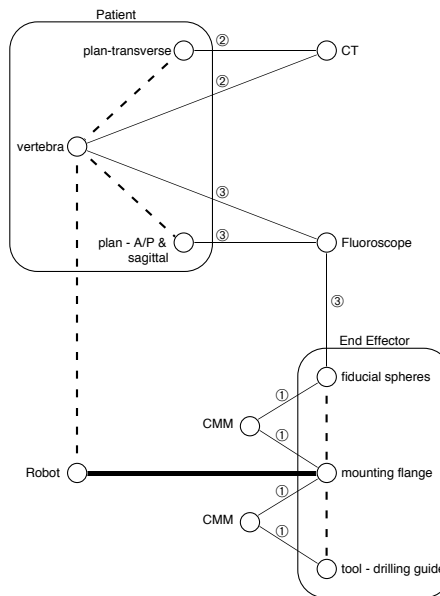 Patient
plan-transverse
②
CT
②
vertebra
③
plan - A/P &
sagittal
③
Fluoroscope
③
End Effector
①
fiducial spheres
CMM
①
Robot
mounting flange
①
CMM
①
tool - drilling guide